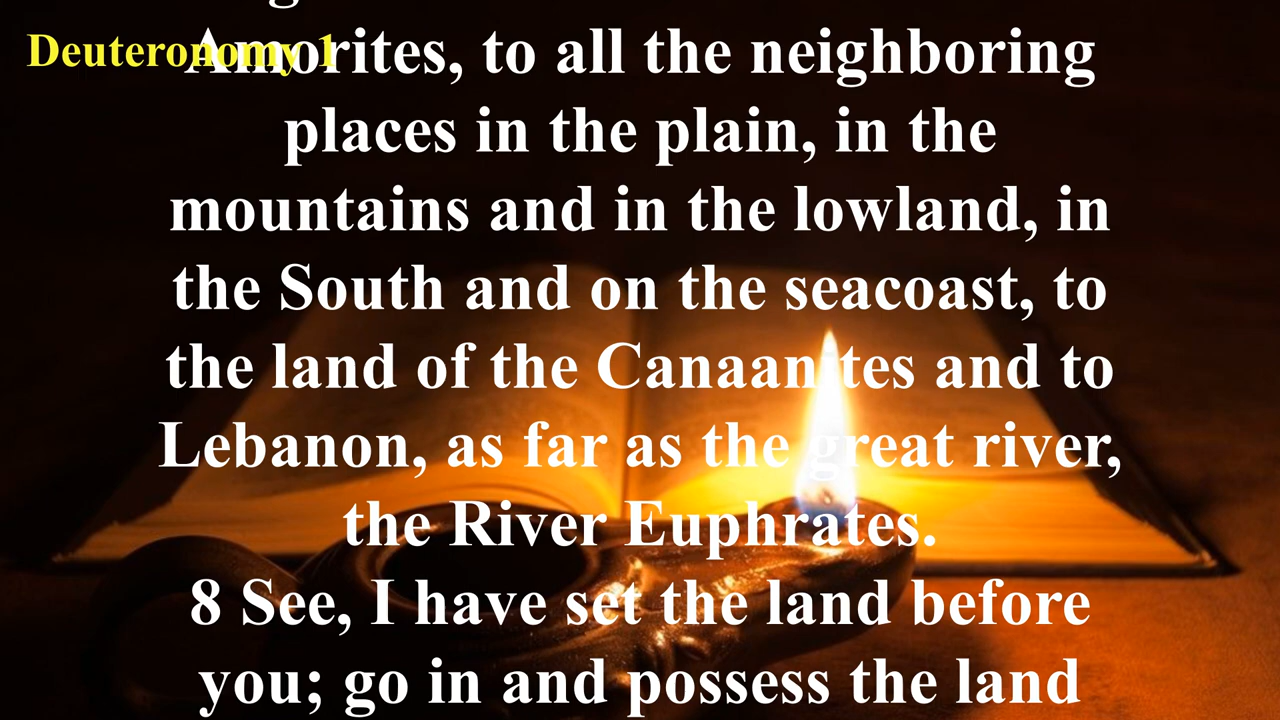 Deuteronomy 1
Amorites, to all the neighboring
places in the plain, in the
mountains and in the lowland, in
the South and on the seacoast, to
the land of the Canaanites and to
Lebanon, as far as the great river,
the River Euphrates.
8 See, I have set the land before
you; go in and possess the land